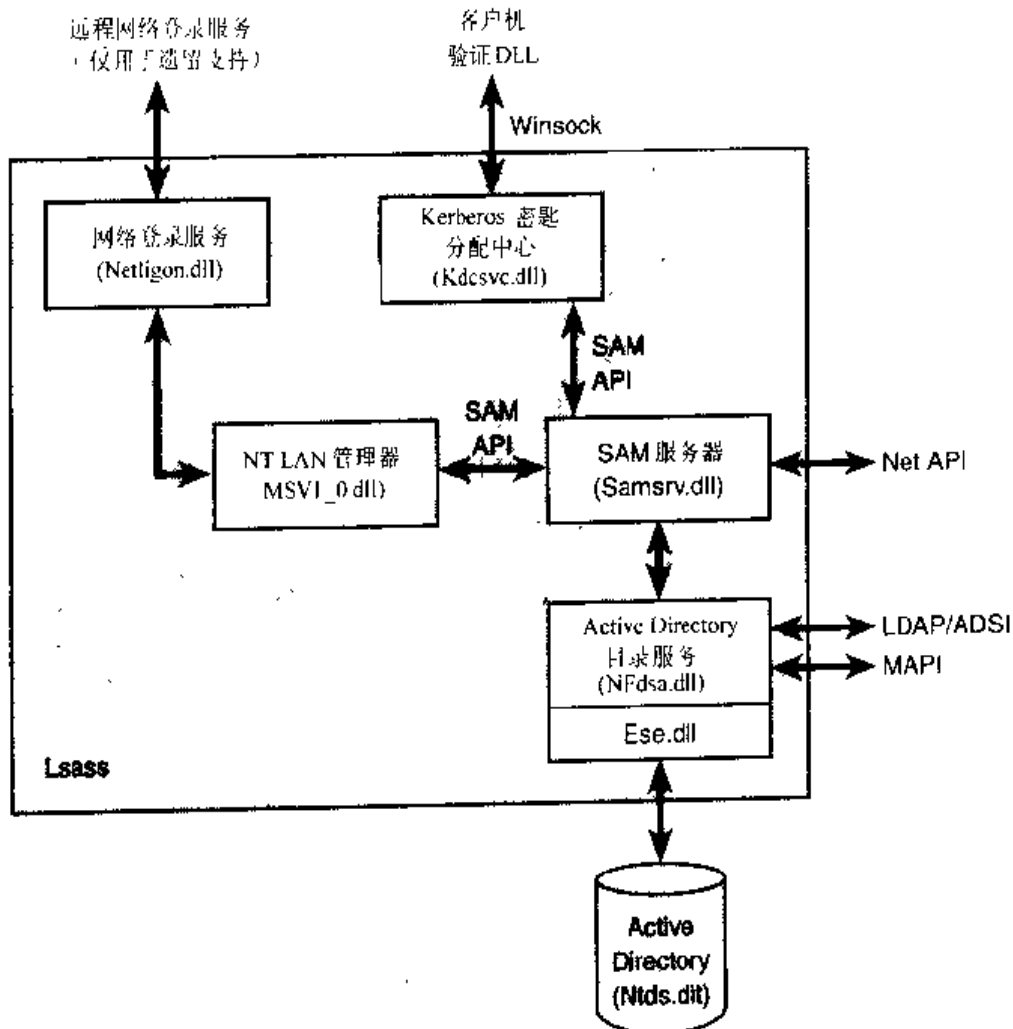 远程网络登录服务
(仅用于遗留支持)
客户机
验证DLL
Winsock
网络登录服务
(Netligon.dll)
Kerberos 密匙
分配中心
(Kdcsvc.dll)
SAM
API
SAM
API
NT LAN 管理器
MSV1_0.dll)
SAM 服务器
(Samsrv.dll)
Net API
Active Directory
目录服务
(NFdsa.dll)
Ese.dll
LDAP/ADSI
MAPI
Lsass
Active
Directory
(Ntds.dit)